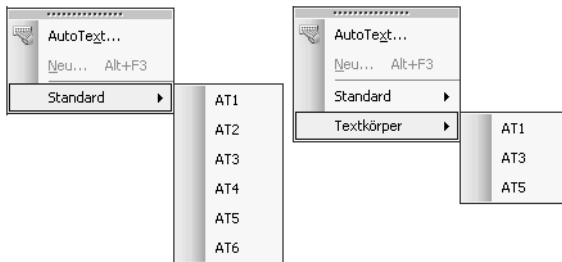 AutoText...
Neu... Alt+F3
Standard
AT1
AT2
AT3
AT4
AT5
AT6
AutoText...
Neu... Alt+F3
Standard
Textkörper
AT1
AT3
AT5